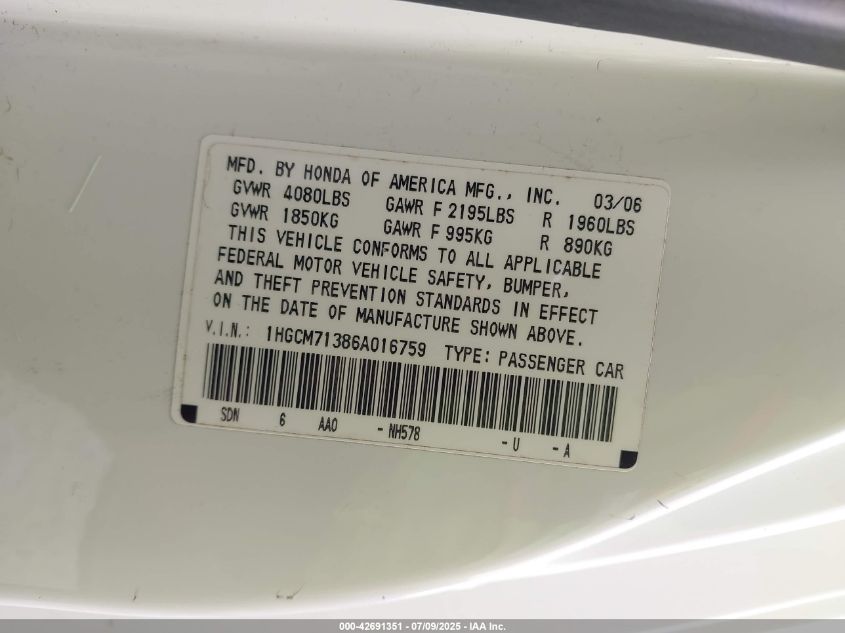 MFD. BY HONDA OF AMERICA MFG., INC. 03/06
GVWR 4080LBS GAWR F 2195LBS R 1960LBS
GVWR 1850KG GAWR F 995KG R 890KG
THIS VEHICLE CONFORMS TO ALL APPLICABLE
FEDERAL MOTOR VEHICLE SAFETY, BUMPER,
AND THEFT PREVENTION STANDARDS IN EFFECT
ON THE DATE OF MANUFACTURE SHOWN ABOVE.
V.I.N.: 1HGCM71386A016759 TYPE: PASSENGER CAR
SDN 6 AA0 - NH578 - U - A
000-42691351 - 07/09/2025 - IAA Inc.